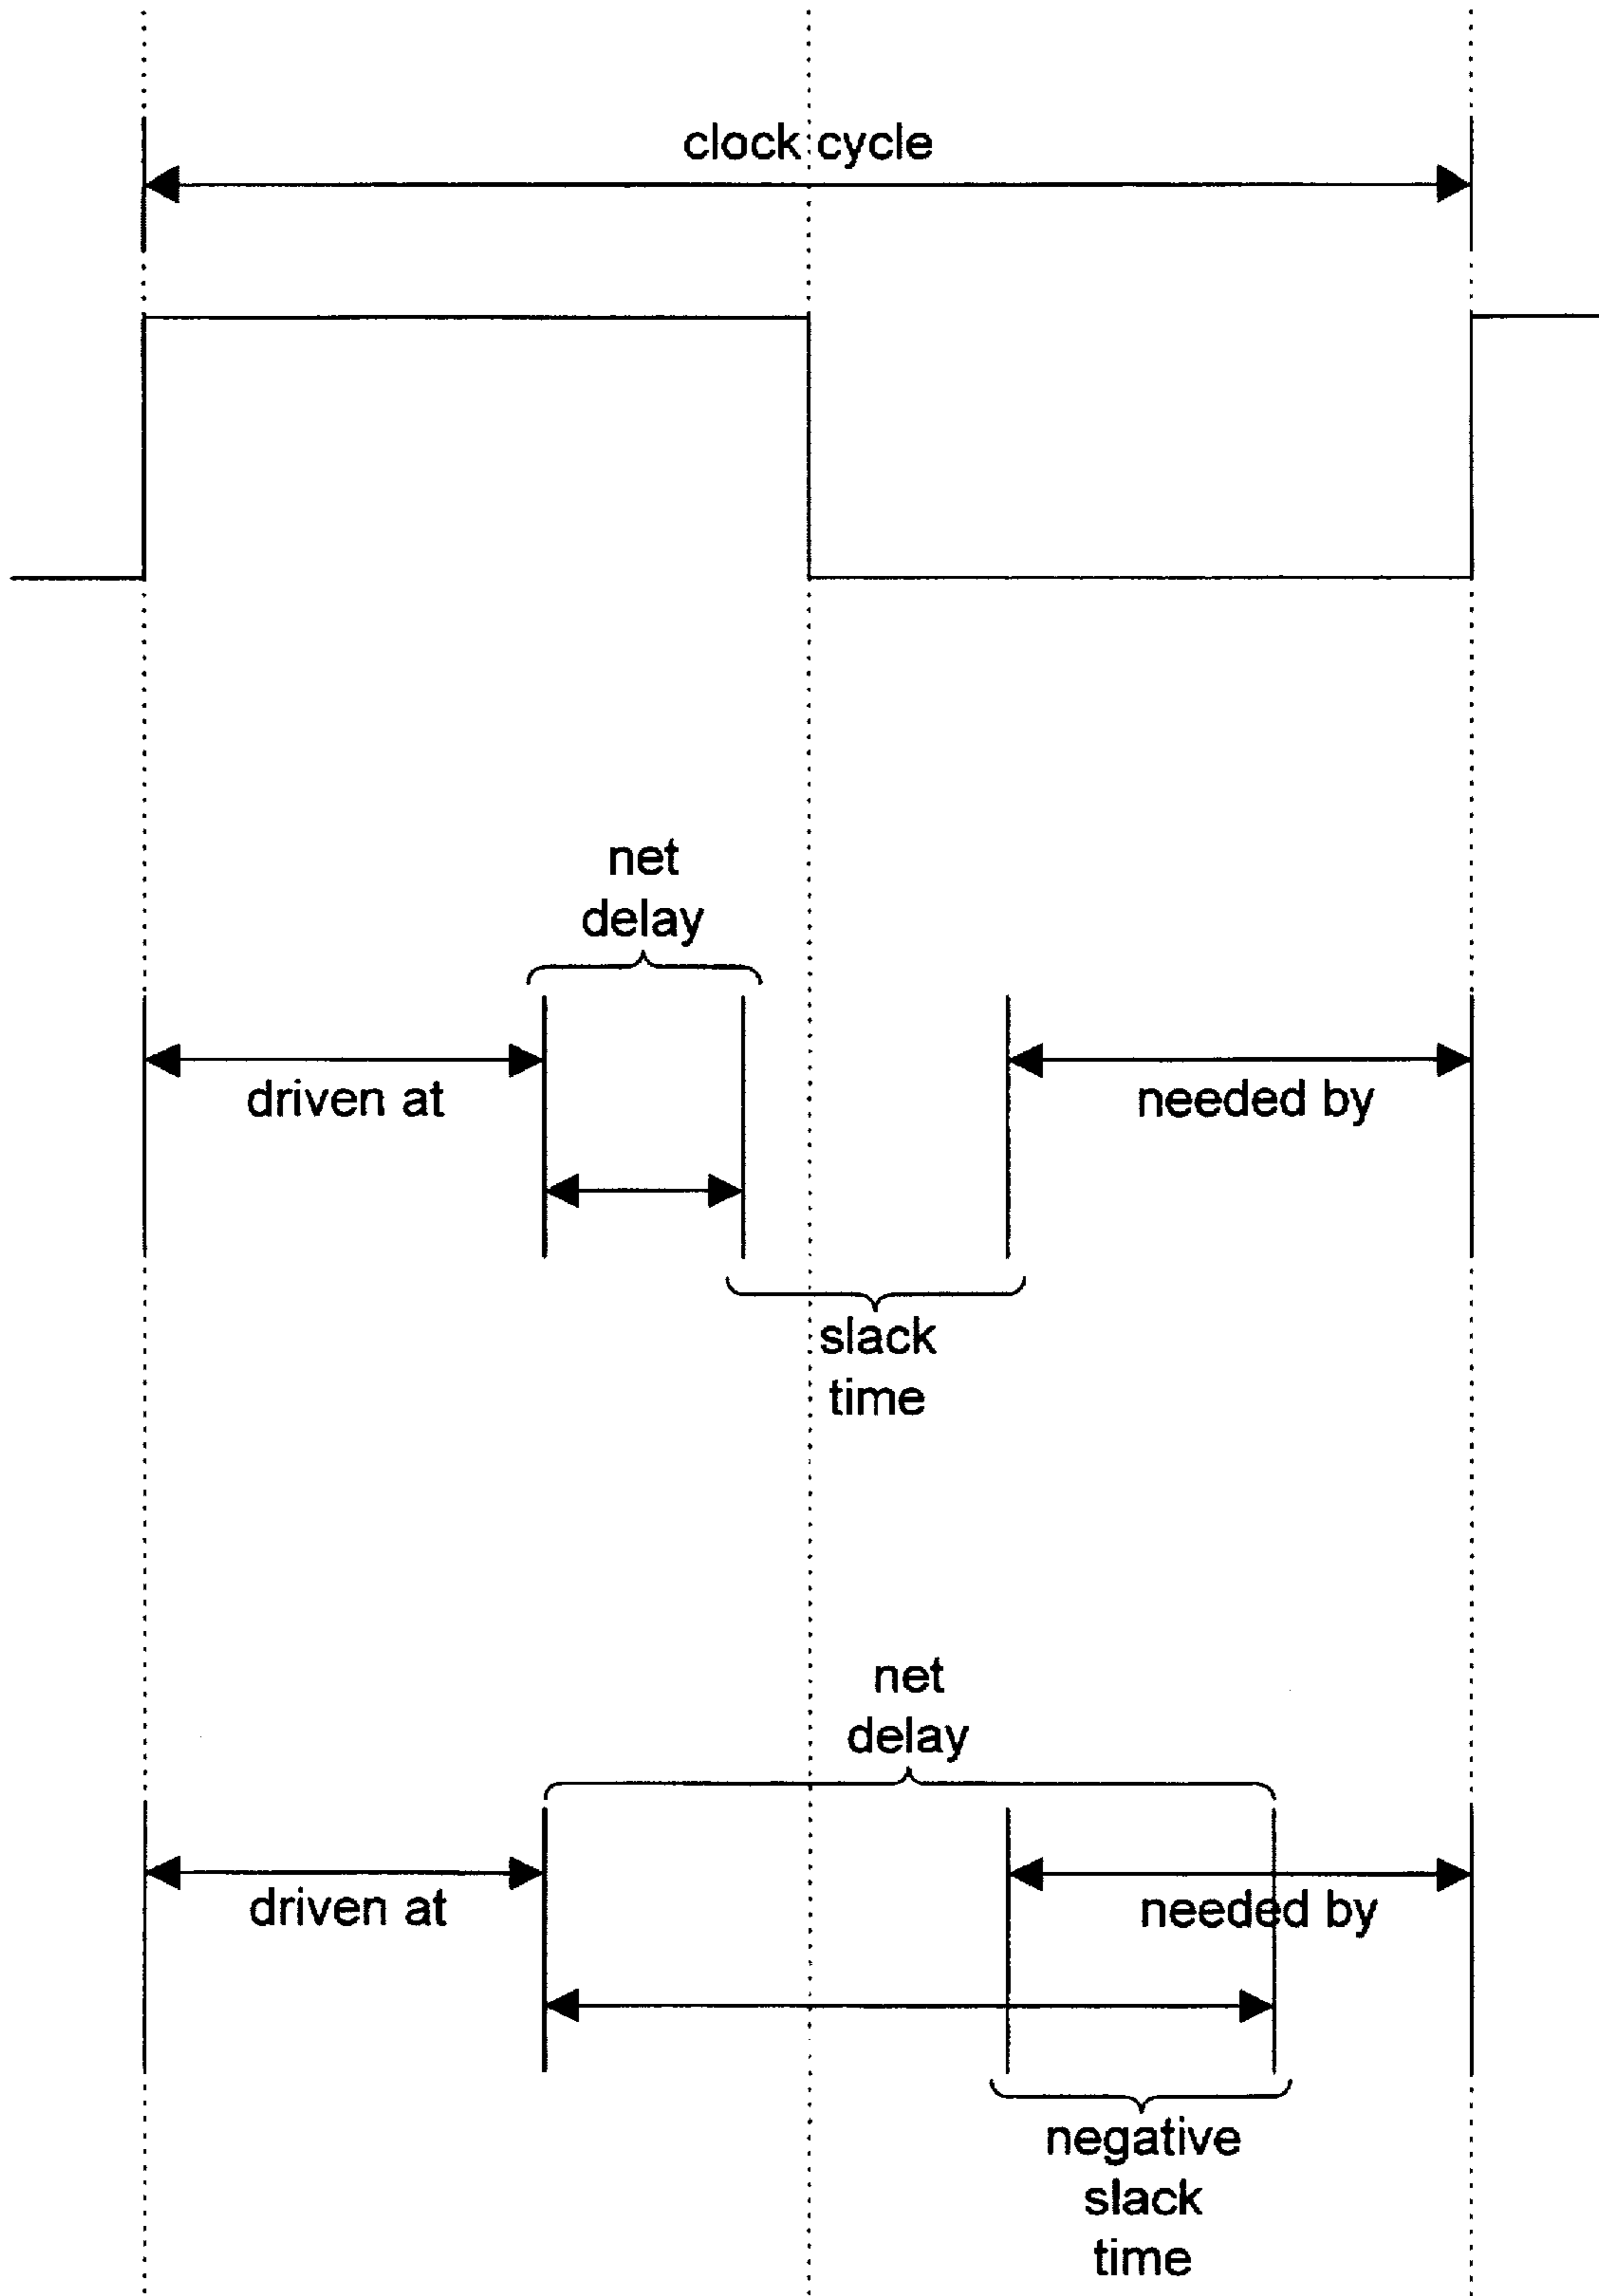 clock cycle
net
delay
driven at
needed by
slack
time
net
delay
driven at
needed by
negative
slack
time